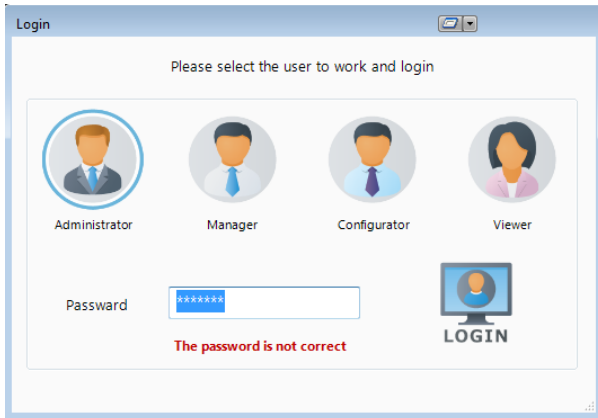 Login
Please select the user to work and login
Administrator Manager Configurator Viewer
Passward
*******
LOGIN
The password is not correct